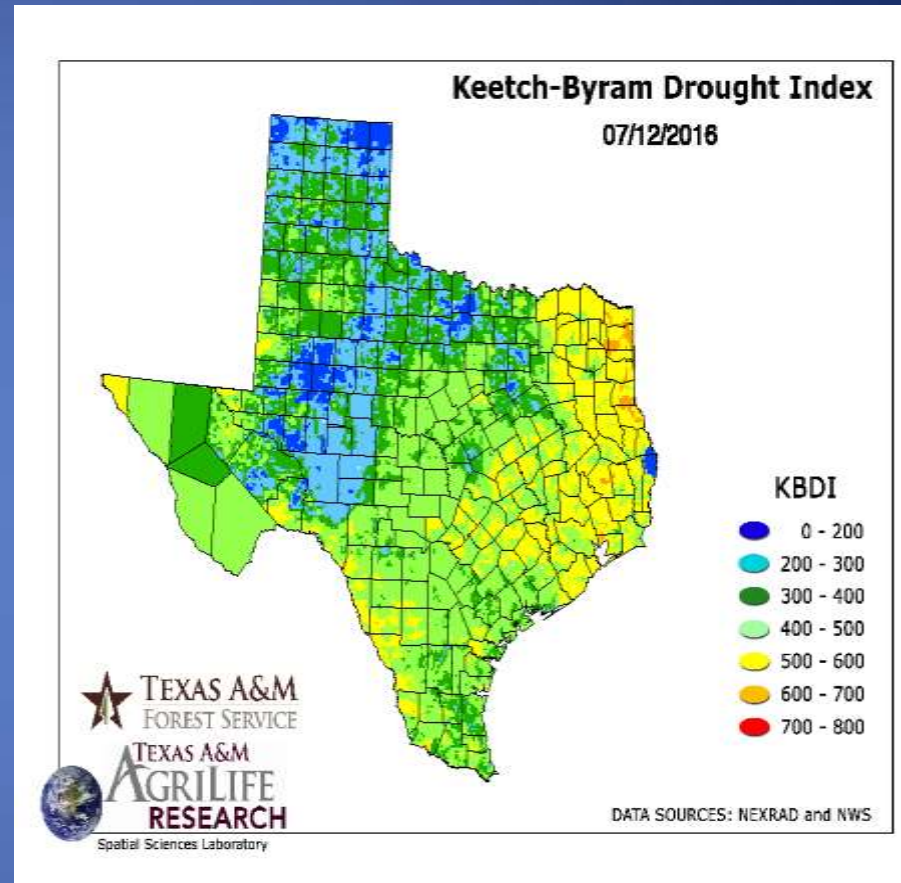 Keetch-Byram Drought Index
07/12/2016
KBDI
0 - 200
200 - 300
300 - 400
400 - 500
500 - 600
600 - 700
700 - 800
TEXAS A&M
FOREST SERVICE
TEXAS A&M
AGRILIFE
RESEARCH
Spatial Sciences Laboratory
DATA SOURCES: NEXRAD and NWS